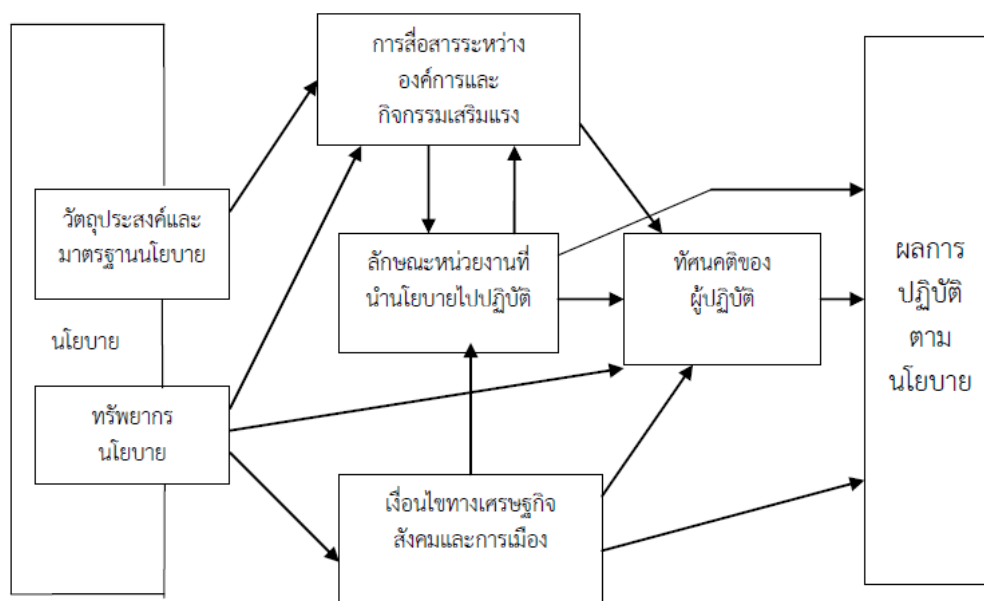 การสื่อสารระหว่าง
องค์การและ
กิจกรรมเสริมแรง
วัตถุประสงค์และ
มาตรฐานนโยบาย
นโยบาย
ทรัพยากร
นโยบาย
ลักษณะหน่วยงานที่
นำนโยบายไปปฏิบัติ
ทัศนคติของ
ผู้ปฏิบัติ
เงื่อนไขทางเศรษฐกิจ
สังคมและการเมือง
ผลการ
ปฏิบัติ
ตาม
นโยบาย